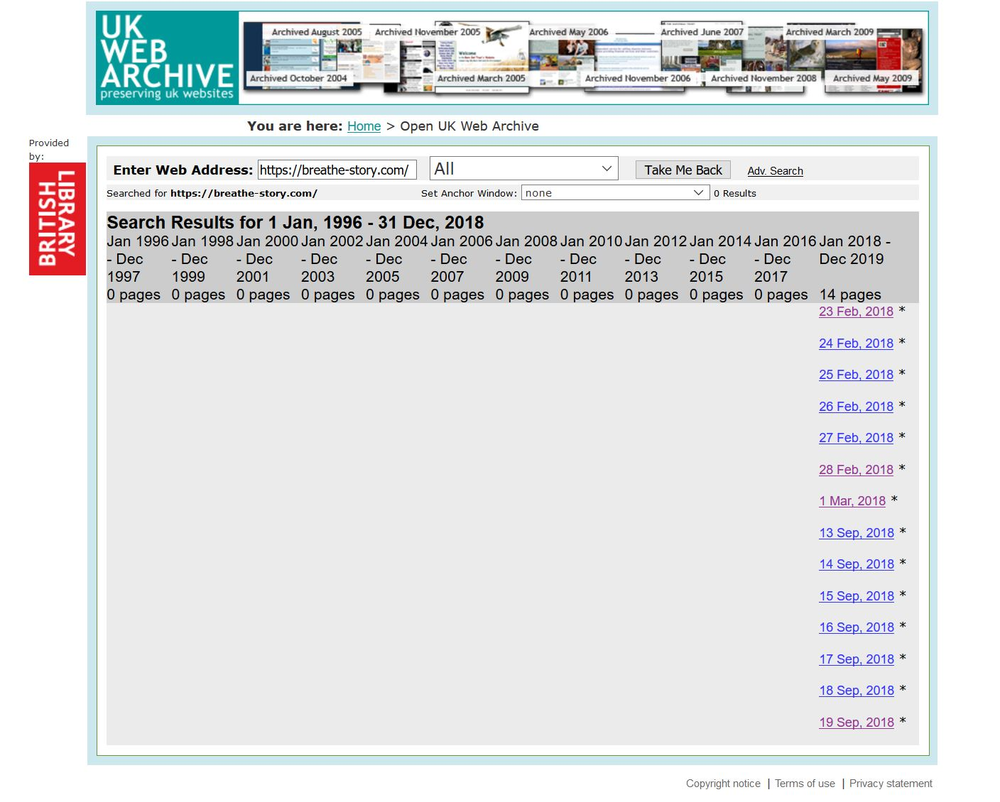 UK
WEB
ARCHIVE
preserving uk websites
Archived August 2005 Archived November 2005 Archived May 2006 Archived June 2007 Archived March 2009
Archived October 2004 Archived March 2005 Archived November 2006 Archived November 2008 Archived May 2009
Welcome
You are here: Home > Open UK Web Archive
Provided
by:
BRITISH
LIBRARY
Enter Web Address: https://breathe-story.com/ All Take Me Back Adv. Search
Searched for https://breathe-story.com/ Set Anchor Window: none 0 Results
Search Results for 1 Jan, 1996 - 31 Dec, 2018
Jan 1996 Jan 1998 Jan 2000 Jan 2002 Jan 2004 Jan 2006 Jan 2008 Jan 2010 Jan 2012 Jan 2014 Jan 2016 Jan 2018 -
- Dec - Dec - Dec - Dec - Dec - Dec - Dec - Dec - Dec - Dec - Dec Dec 2019
1997 1999 2001 2003 2005 2007 2009 2011 2013 2015 2017
0 pages 0 pages 0 pages 0 pages 0 pages 0 pages 0 pages 0 pages 0 pages 0 pages 0 pages 14 pages
23 Feb, 2018 *
24 Feb, 2018 *
25 Feb, 2018 *
26 Feb, 2018 *
27 Feb, 2018 *
28 Feb, 2018 *
1 Mar, 2018 *
13 Sep, 2018 *
14 Sep, 2018 *
15 Sep, 2018 *
16 Sep, 2018 *
17 Sep, 2018 *
18 Sep, 2018 *
19 Sep, 2018 *
Copyright notice | Terms of use | Privacy statement